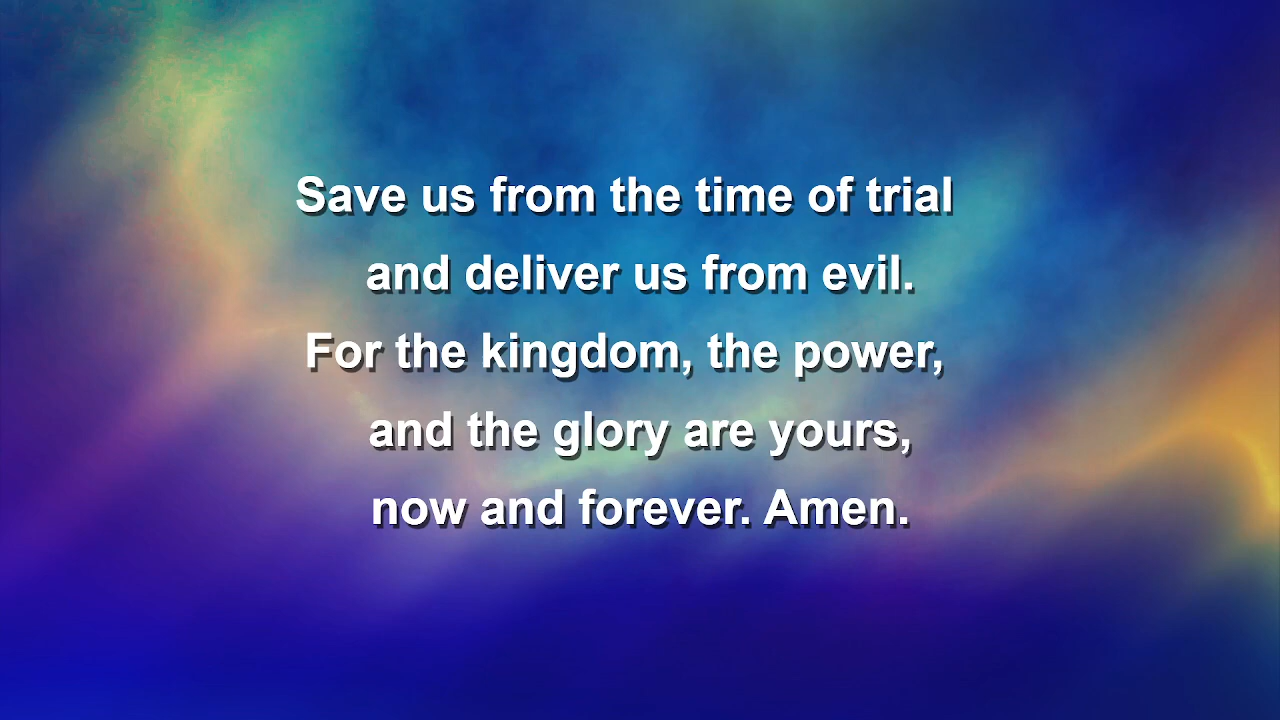 Save us from the time of trial
and deliver us from evil.
For the kingdom, the power,
and the glory are yours,
now and forever. Amen.